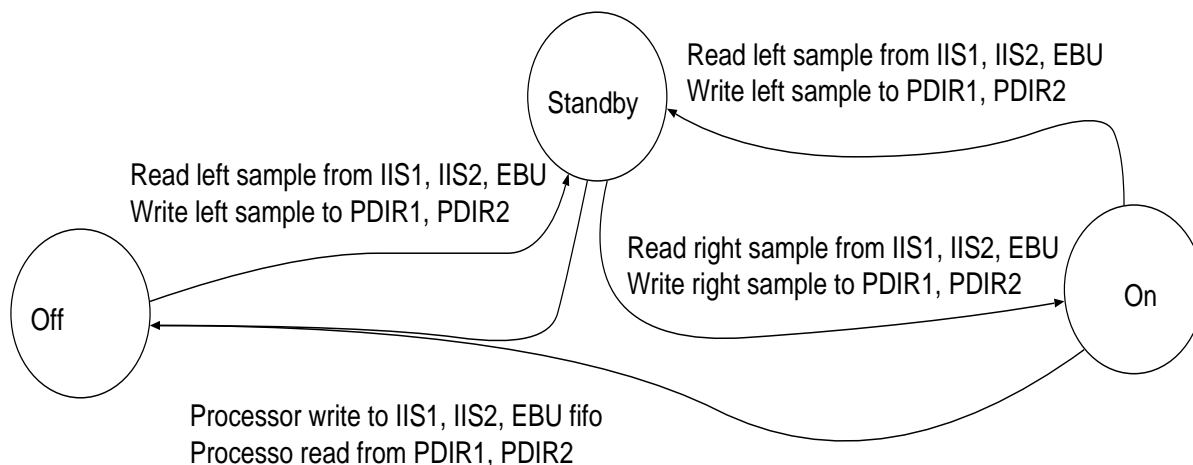 Read left sample from IIS1, IIS2, EBU
Write left sample to PDIR1, PDIR2
Standby
Read left sample from IIS1, IIS2, EBU
Write left sample to PDIR1, PDIR2
Read right sample from IIS1, IIS2, EBU
Write right sample to PDIR1, PDIR2
On
Off
Processor write to IIS1, IIS2, EBU fifo
Processo read from PDIR1, PDIR2